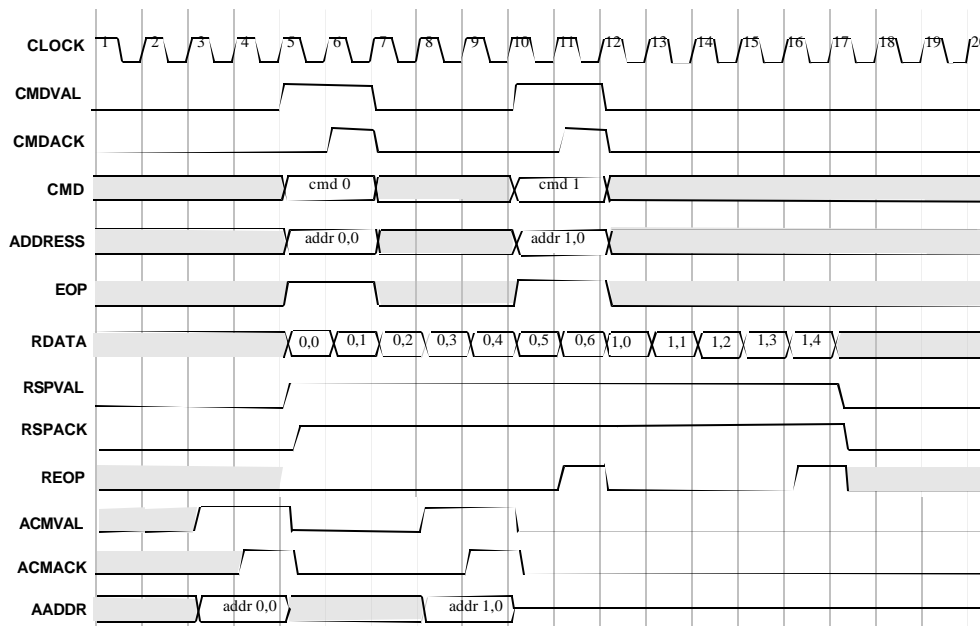 CLOCK 1 2 3 4 5 6 7 8 9 10 11 12 13 14 15 16 17 18 19 20
CMDVAL
CMDACK
CMD cmd 0 cmd 1
ADDRESS addr 0,0 addr 1,0
EOP
RDATA 0,0 0,1 0,2 0,3 0,4 0,5 0,6 1,0 1,1 1,2 1,3 1,4
RSPVAL
RSPACK
REOP
ACMVAL
ACMACK
AADDR addr 0,0 addr 1,0